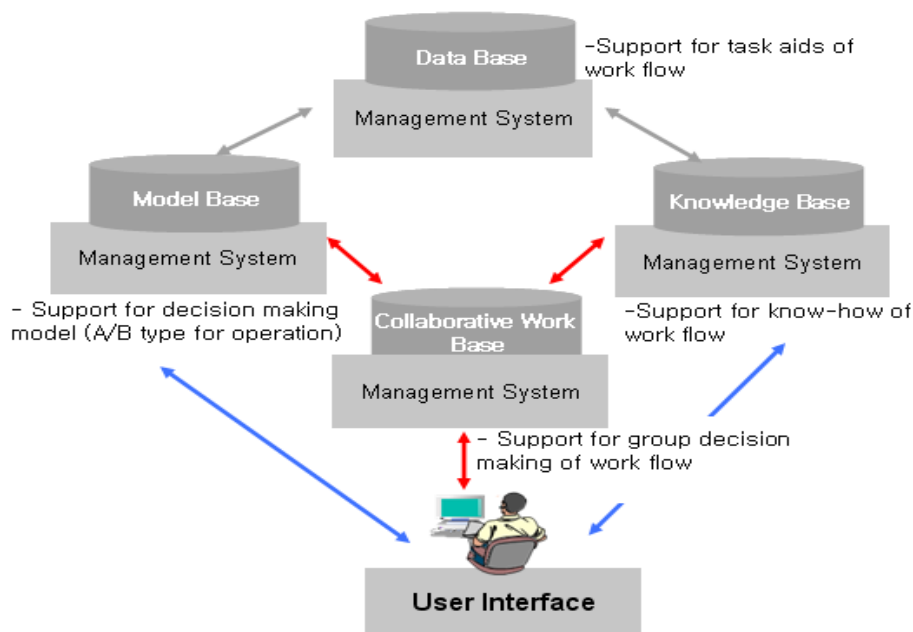 Data Base
Management System
-Support for task aids of
work flow
Model Base
Management System
- Support for decision making
model (A/B type for operation)
Knowledge Base
Management System
-Support for know-how of
work flow
Collaborative Work
Base
Management System
- Support for group decision
making of work flow
User Interface